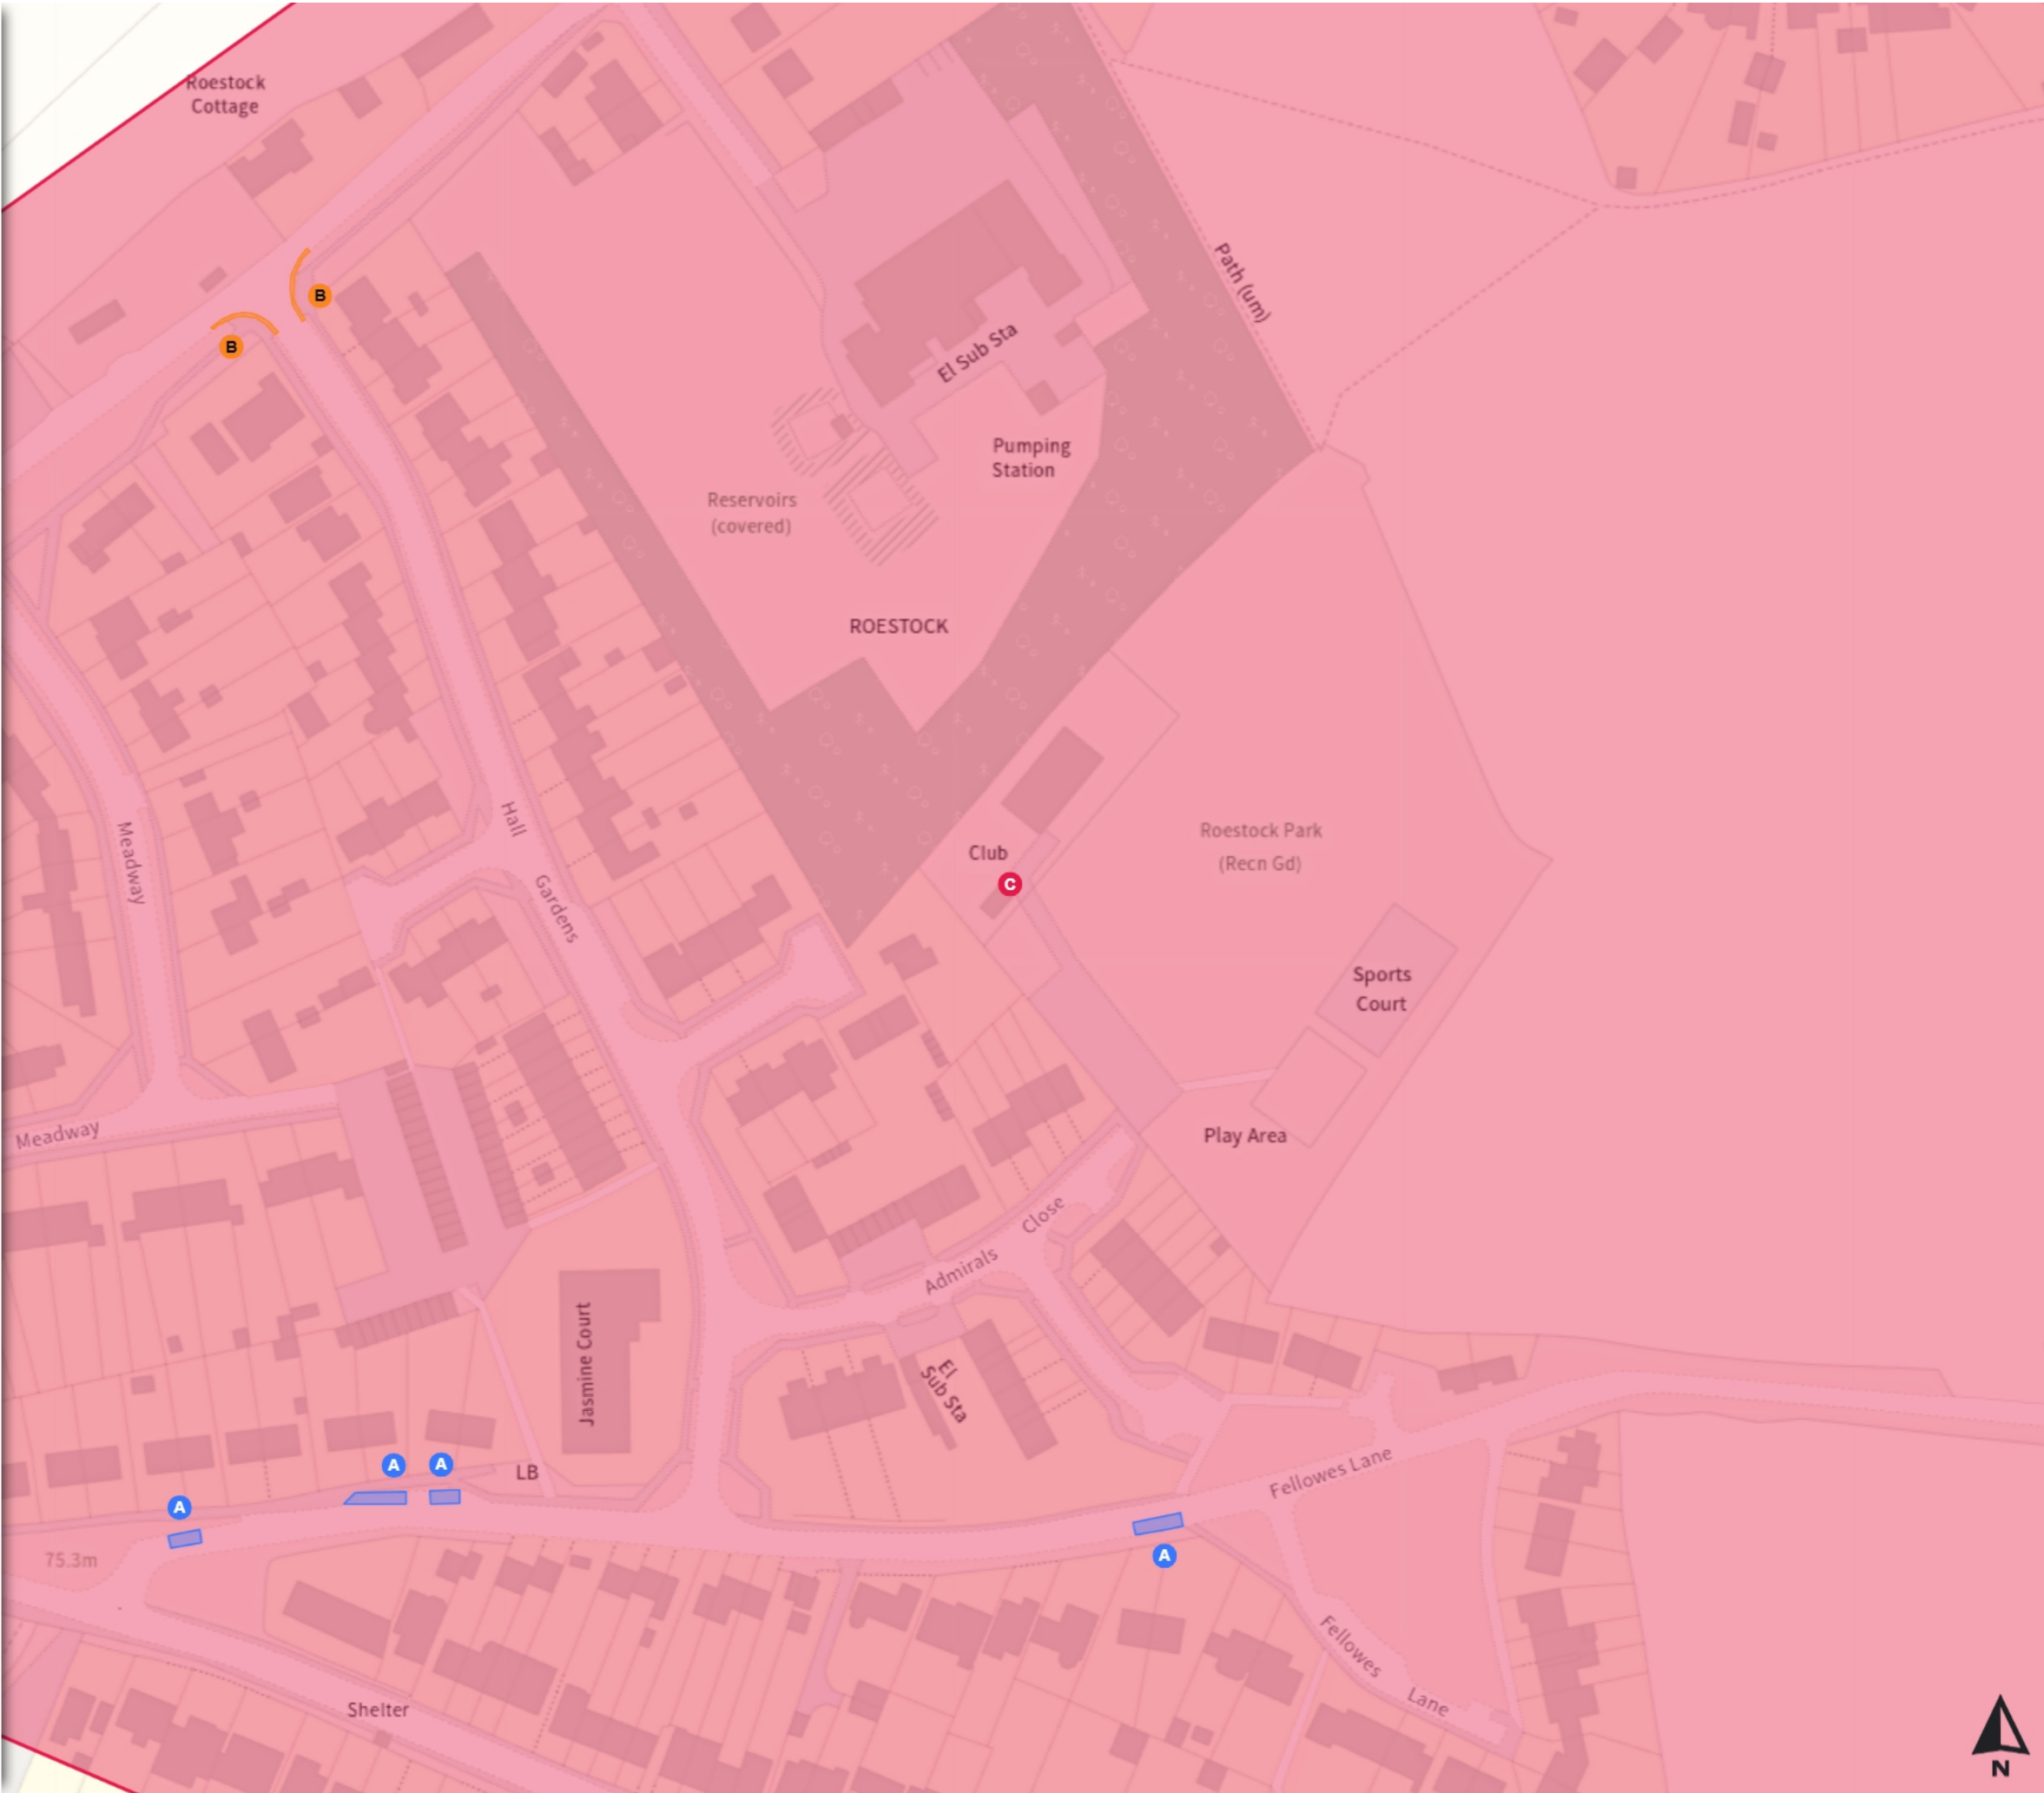 Roestock
Cottage
B
B
Path (um)
El Sub Sta
Pumping
Station
Reservoirs
(covered)
ROESTOCK
Meadway
Hall
Gardens
Club
C
Roestock Park
(Recn Gd)
Sports
Court
Meadway
Play Area
Admirals
Close
Jasmine Court
El
Sub Sta
A
A
A
LB
Fellowes Lane
A
75.3m
Fellowes
Lane
Shelter
N